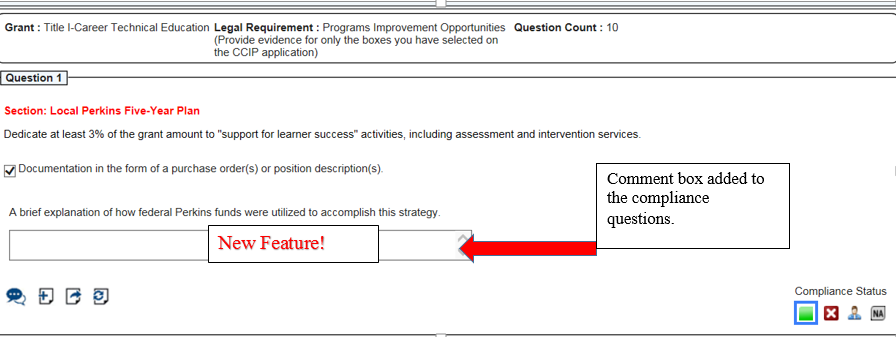 Grant : Title I-Career Technical Education Legal Requirement : Programs Improvement Opportunities Question Count : 10
(Provide evidence for only the boxes you have selected on
the CCIP application)
Question 1
Section: Local Perkins Five-Year Plan
Dedicate at least 3% of the grant amount to "support for learner success" activities, including assessment and intervention services.
Documentation in the form of a purchase order(s) or position description(s).
Comment box added to
the compliance
questions.
A brief explanation of how federal Perkins funds were utilized to accomplish this strategy.
New Feature!
Compliance Status
NA